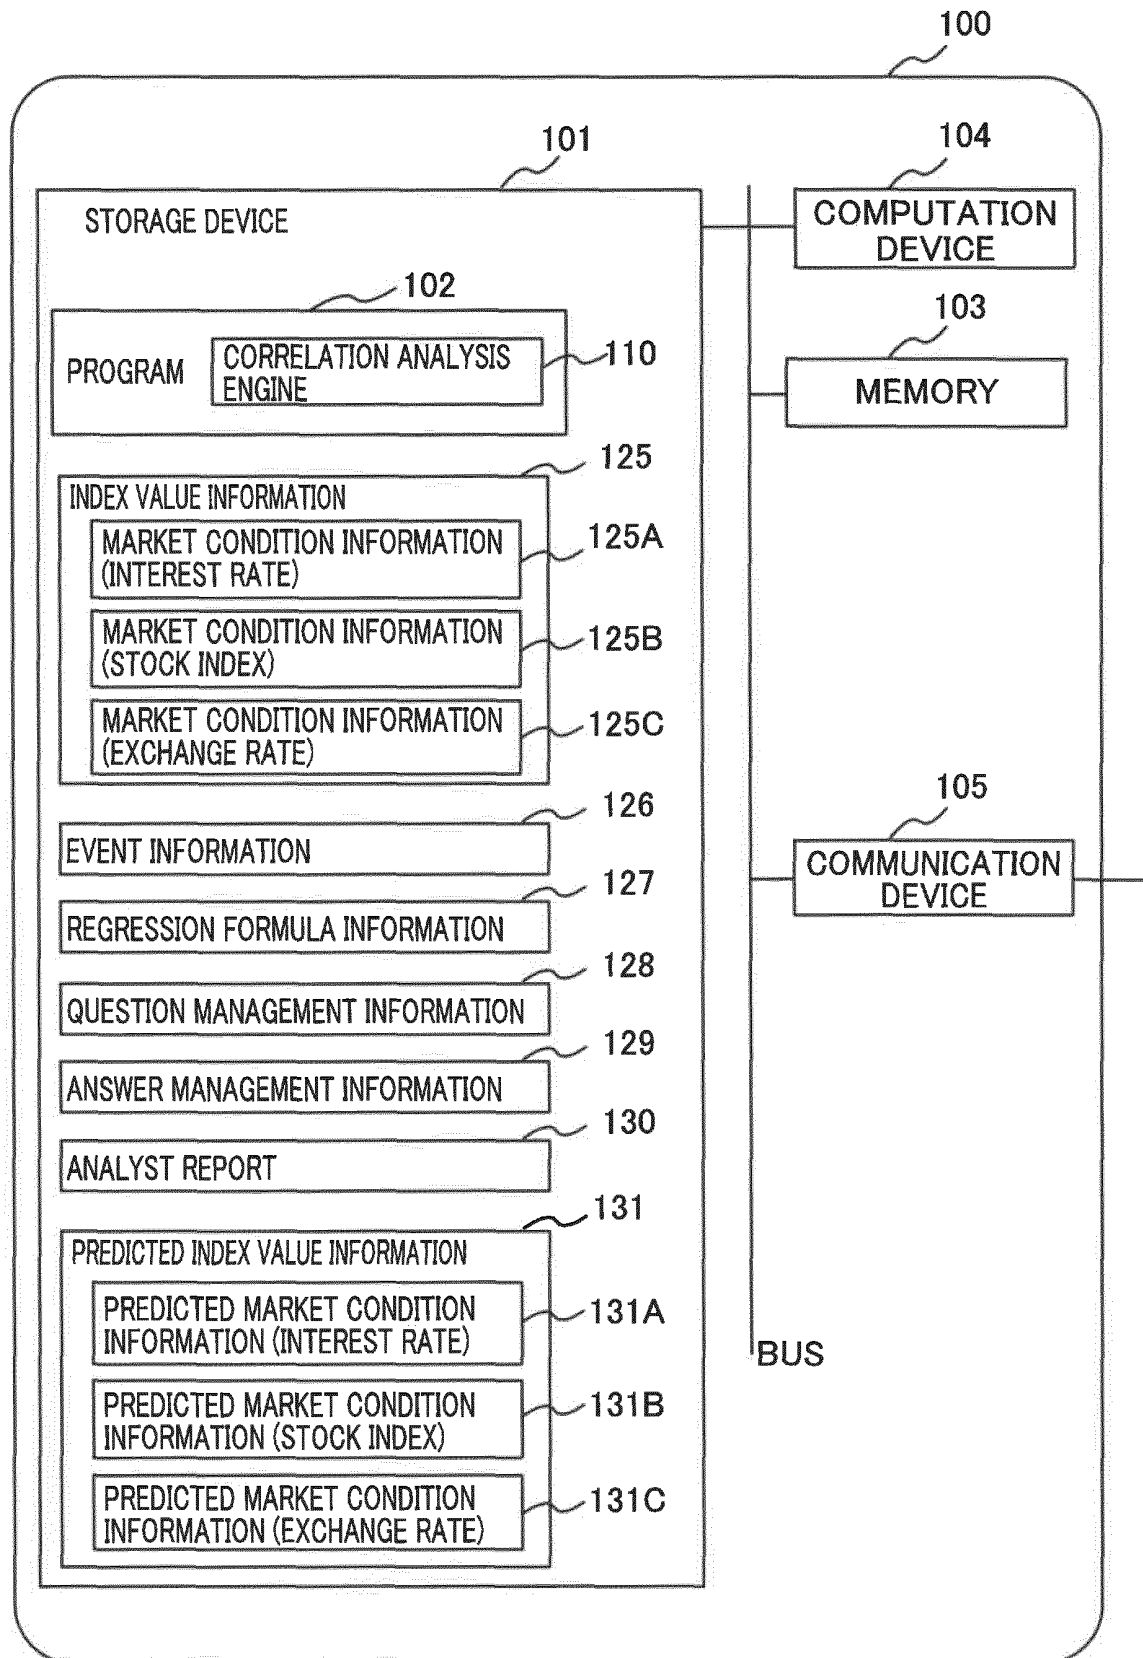 100
101
104
STORAGE DEVICE
COMPUTATION
DEVICE
102
103
PROGRAM
CORRELATION ANALYSIS
ENGINE
110
MEMORY
125
INDEX VALUE INFORMATION
MARKET CONDITION INFORMATION
(INTEREST RATE)
125A
MARKET CONDITION INFORMATION
(STOCK INDEX)
125B
MARKET CONDITION INFORMATION
(EXCHANGE RATE)
125C
105
126
EVENT INFORMATION
COMMUNICATION
DEVICE
127
REGRESSION FORMULA INFORMATION
128
QUESTION MANAGEMENT INFORMATION
129
ANSWER MANAGEMENT INFORMATION
130
ANALYST REPORT
131
PREDICTED INDEX VALUE INFORMATION
PREDICTED MARKET CONDITION
INFORMATION (INTEREST RATE)
131A
BUS
PREDICTED MARKET CONDITION
INFORMATION (STOCK INDEX)
131B
PREDICTED MARKET CONDITION
INFORMATION (EXCHANGE RATE)
131C